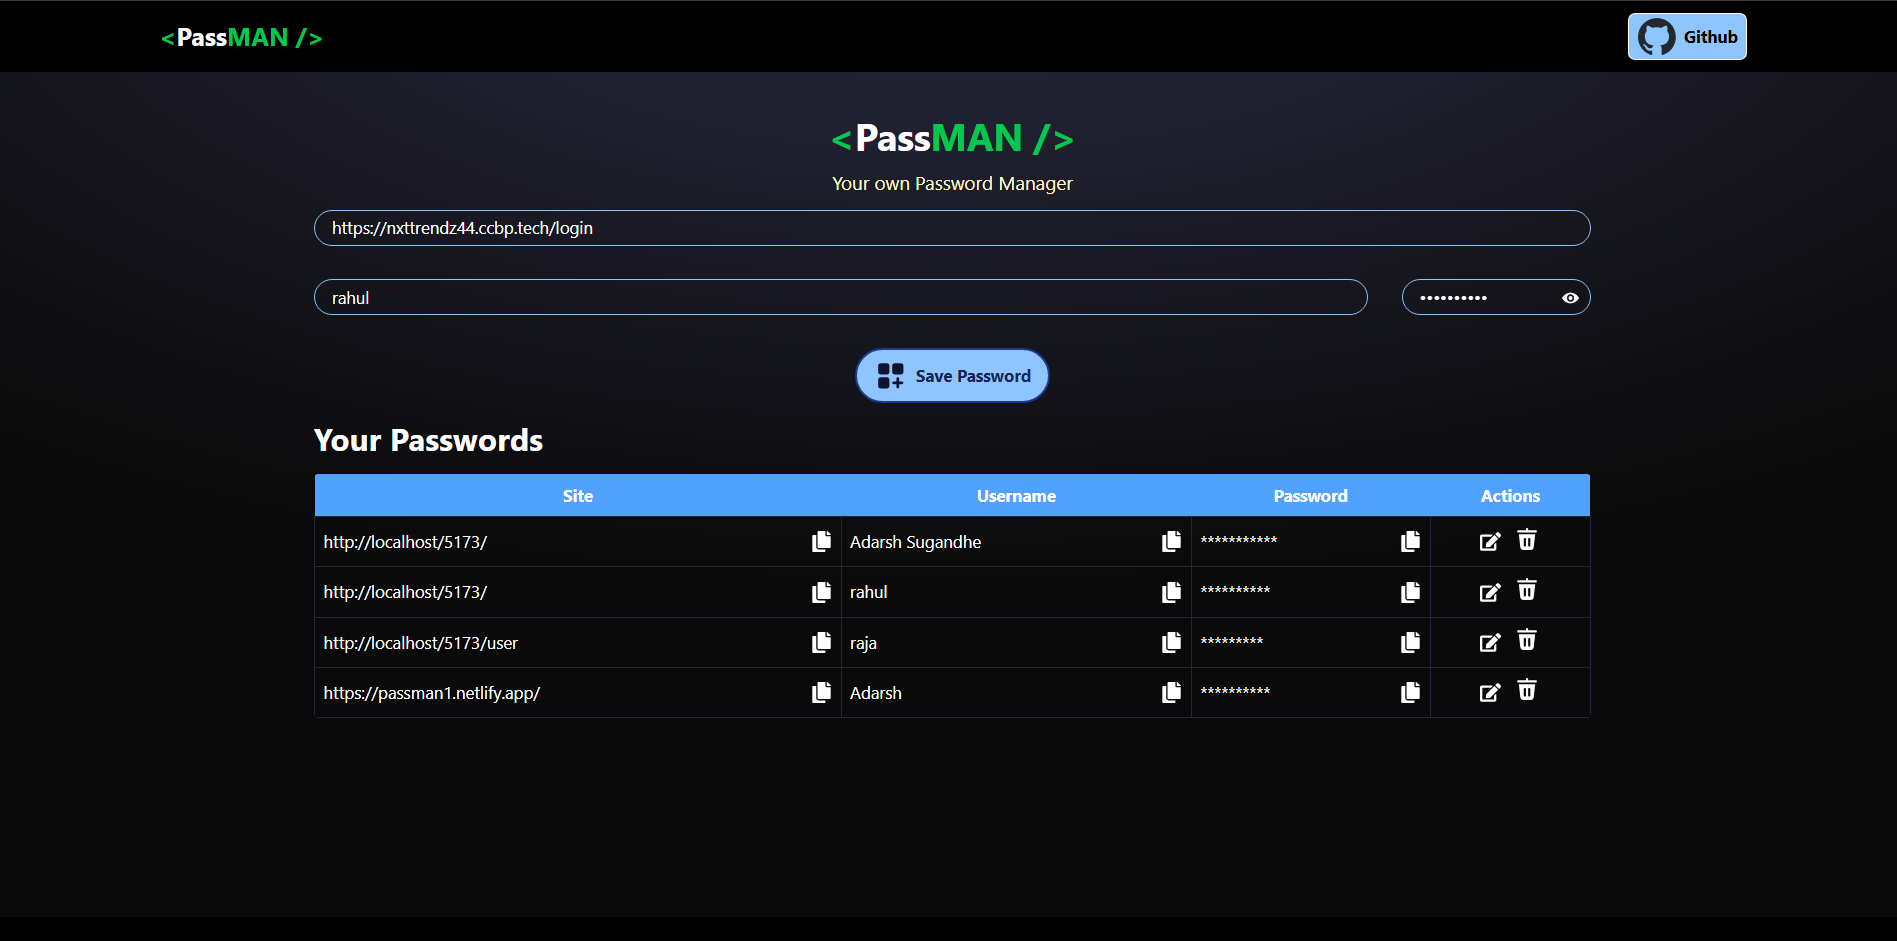 <PassMAN />
Github
<PassMAN />
Your own Password Manager
https://nxttrendz44.ccbp.tech/login
rahul ••••••••••
Save Password
Your Passwords
Site Username Password Actions
http://localhost/5173/ Adarsh Sugandhe ***********
http://localhost/5173/ rahul **********
http://localhost/5173/user raja *********
https://passman1.netlify.app/ Adarsh **********